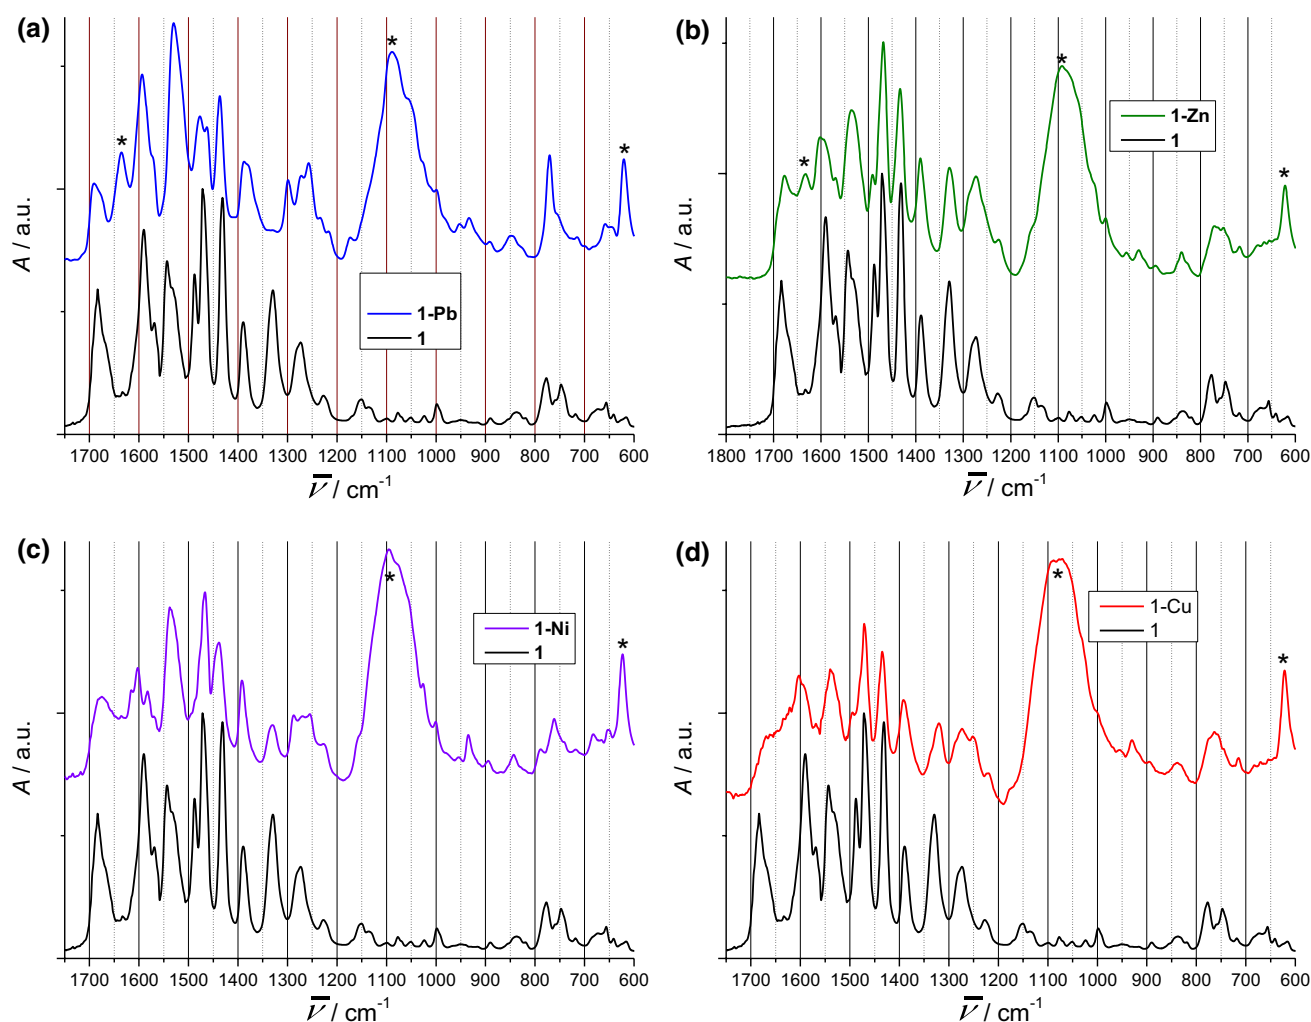 (a)
A / a.u.
*
*
*
1-Pb
1
1700 1600 1500 1400 1300 1200 1100 1000 900 800 700 600
ν̅ / cm-1
(b)
A / a.u.
*
*
*
1-Zn
1
1800 1700 1600 1500 1400 1300 1200 1100 1000 900 800 700 600
ν̅ / cm-1
(c)
A / a.u.
*
*
1-Ni
1
1700 1600 1500 1400 1300 1200 1100 1000 900 800 700 600
ν̅ / cm-1
(d)
A / a.u.
*
*
1-Cu
1
1700 1600 1500 1400 1300 1200 1100 1000 900 800 700 600
ν̅ / cm-1